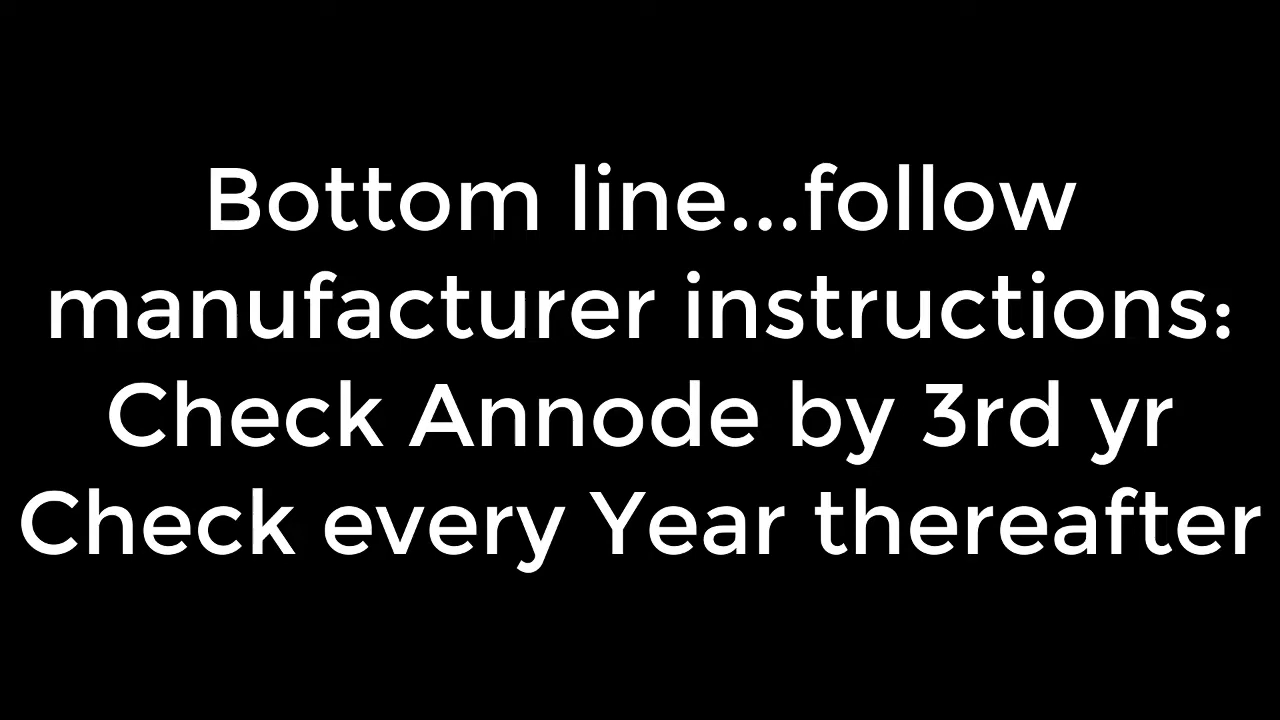 Bottom line...follow
manufacturer instructions:
Check Annode by 3rd yr
Check every Year thereafter